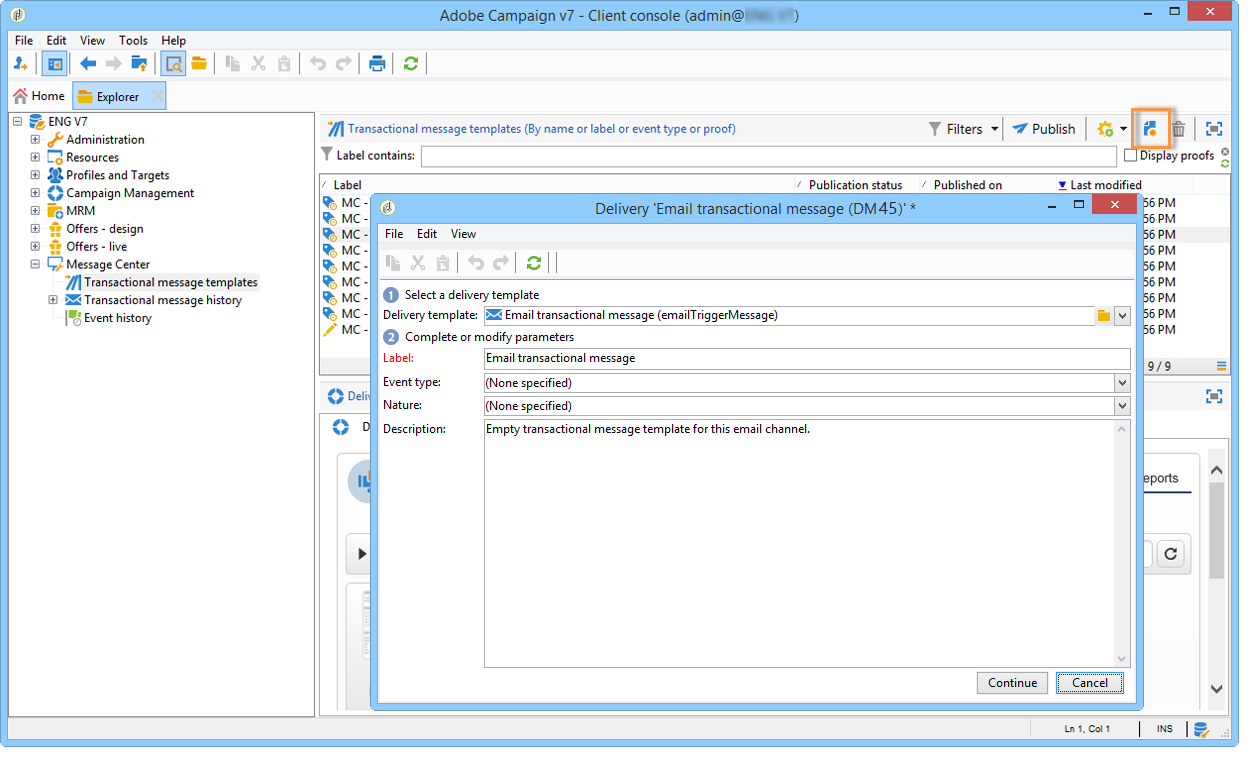 Adobe Campaign v7 - Client console (admin@ )
File Edit View Tools Help
Home Explorer
ENG V7
Administration
Resources
Profiles and Targets
Campaign Management
MRM
Offers - design
Offers - live
Message Center
Transactional message templates
Transactional message history
Event history
Transactional message templates (By name or label or event type or proof) Filters Publish
Label contains: Display proofs
Label Publication status Published on Last modified
MC - 56 PM
MC - 56 PM
MC - 56 PM
MC - 56 PM
MC - 56 PM
MC - 56 PM
MC - 56 PM
MC - 56 PM
MC - 56 PM
9 / 9
Deliv
D
eports
Delivery 'Email transactional message (DM45)' *
File Edit View
1 Select a delivery template
Delivery template: Email transactional message (emailTriggerMessage)
2 Complete or modify parameters
Label: Email transactional message
Event type: (None specified)
Nature: (None specified)
Description: Empty transactional message template for this email channel.
Continue Cancel
Ln 1, Col 1 INS